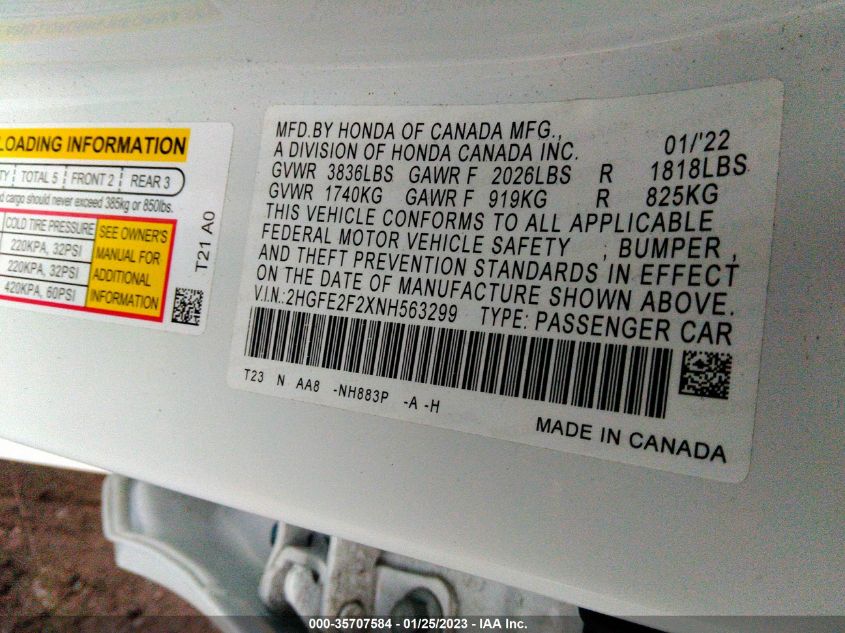 LOADING INFORMATION
TOTAL 5 FRONT 2 REAR 3
cargo should never exceed 385kg or 850lbs.
COLD TIRE PRESSURE
220KPA, 32PSI
220KPA, 32PSI
420KPA, 60PSI
SEE OWNER'S
MANUAL FOR
ADDITIONAL
INFORMATION
T21 A0
MFD.BY HONDA OF CANADA MFG., 01/'22
A DIVISION OF HONDA CANADA INC.
GVWR 3836LBS GAWR F 2026LBS R 1818LBS
GVWR 1740KG GAWR F 919KG R 825KG
THIS VEHICLE CONFORMS TO ALL APPLICABLE
FEDERAL MOTOR VEHICLE SAFETY , BUMPER ,
AND THEFT PREVENTION STANDARDS IN EFFECT
ON THE DATE OF MANUFACTURE SHOWN ABOVE.
V.I.N.: 2HGFE2F2XNH563299 TYPE: PASSENGER CAR
T23 N AA8 -NH883P -A -H
MADE IN CANADA
000-35707584 - 01/25/2023 - IAA Inc.